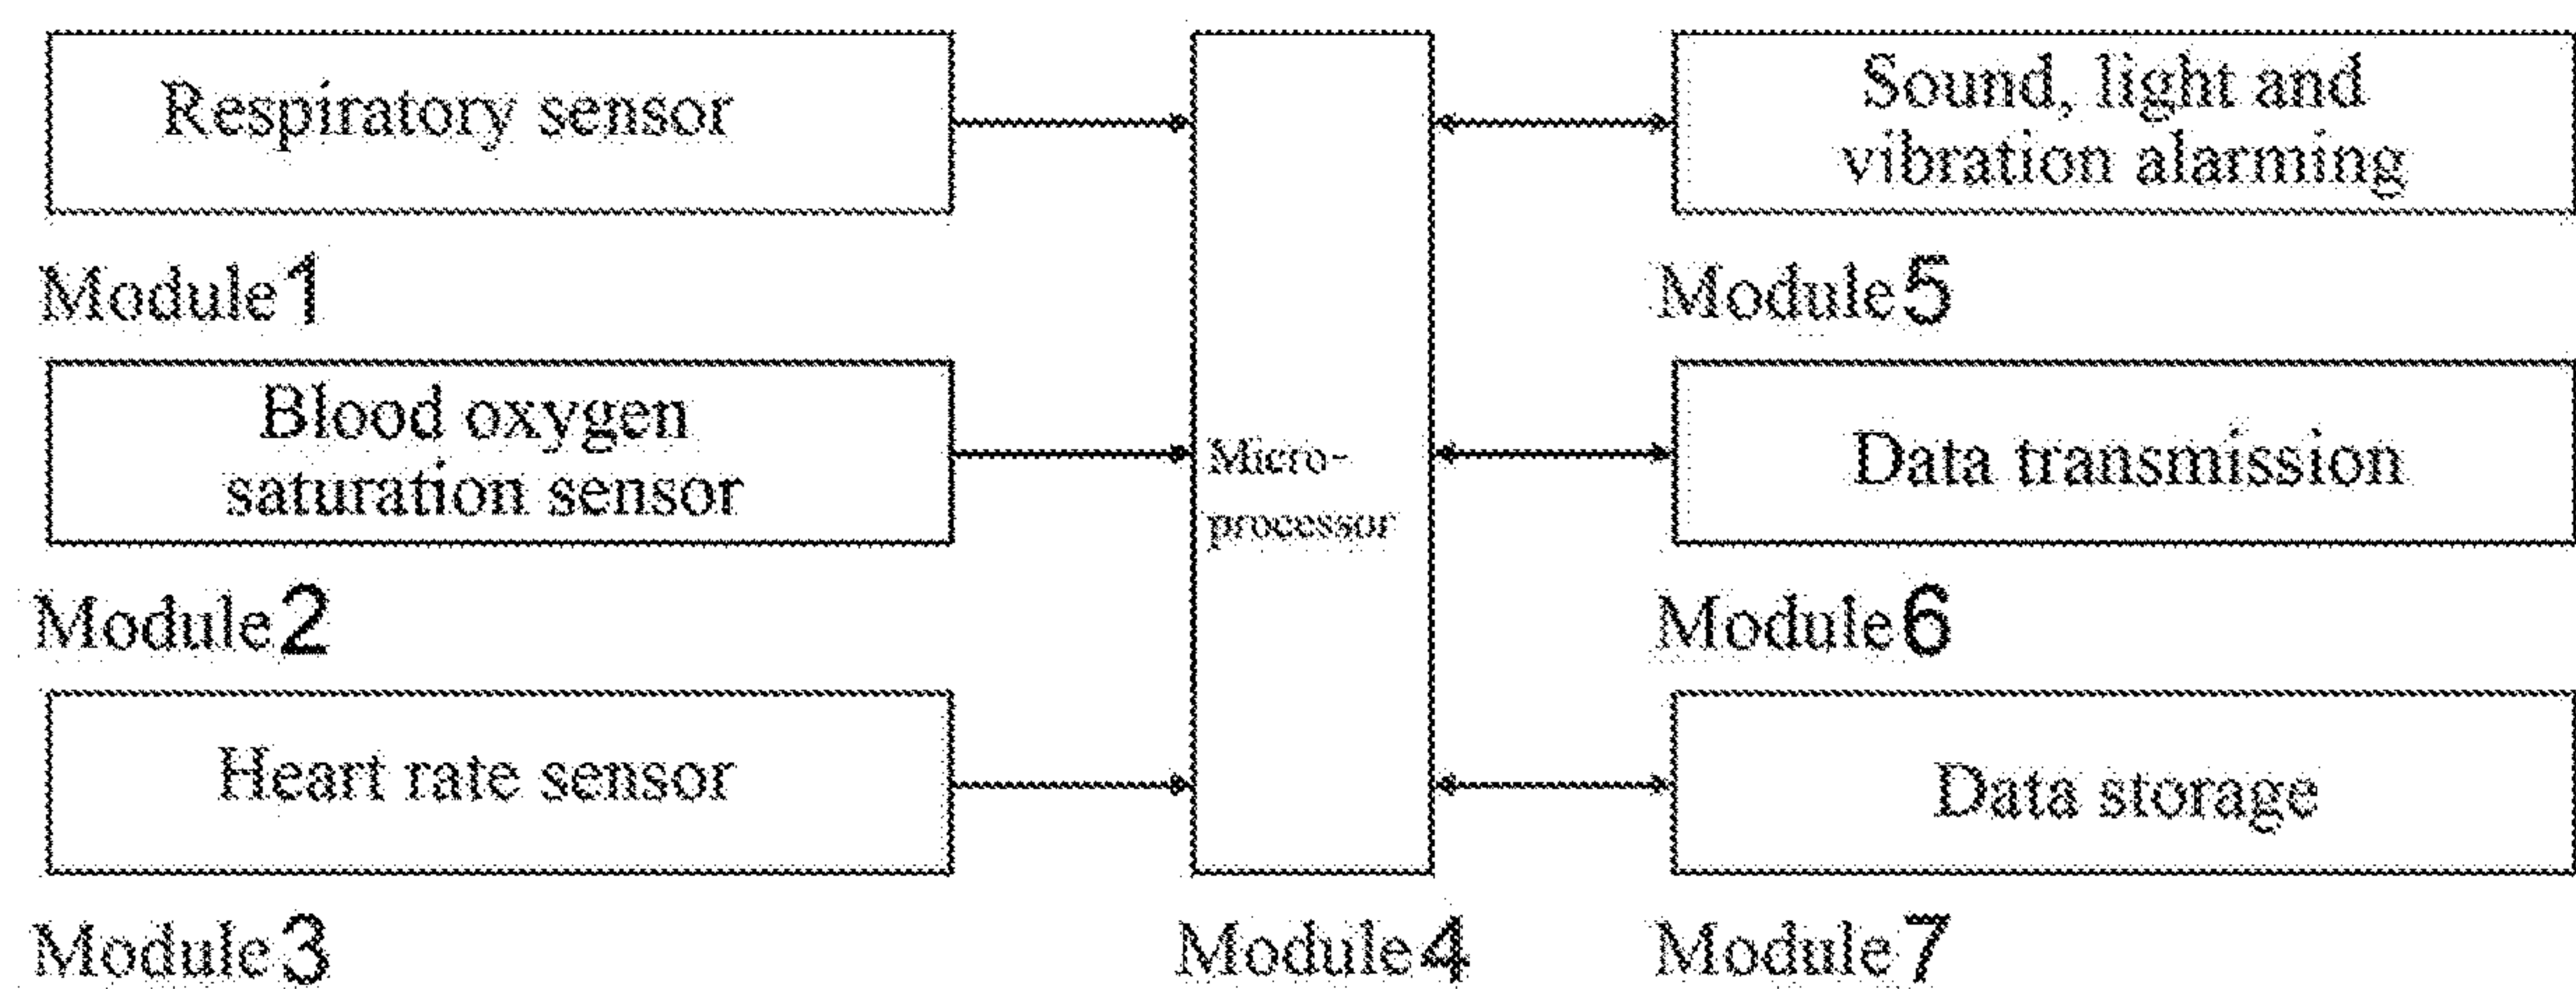 Respiratory sensor
Module1
Blood oxygen
saturation sensor
Module2
Heart rate sensor
Module3
Micro-
processor
Module4
Sound, light and
vibration alarming
Module5
Data transmission
Module6
Data storage
Module7